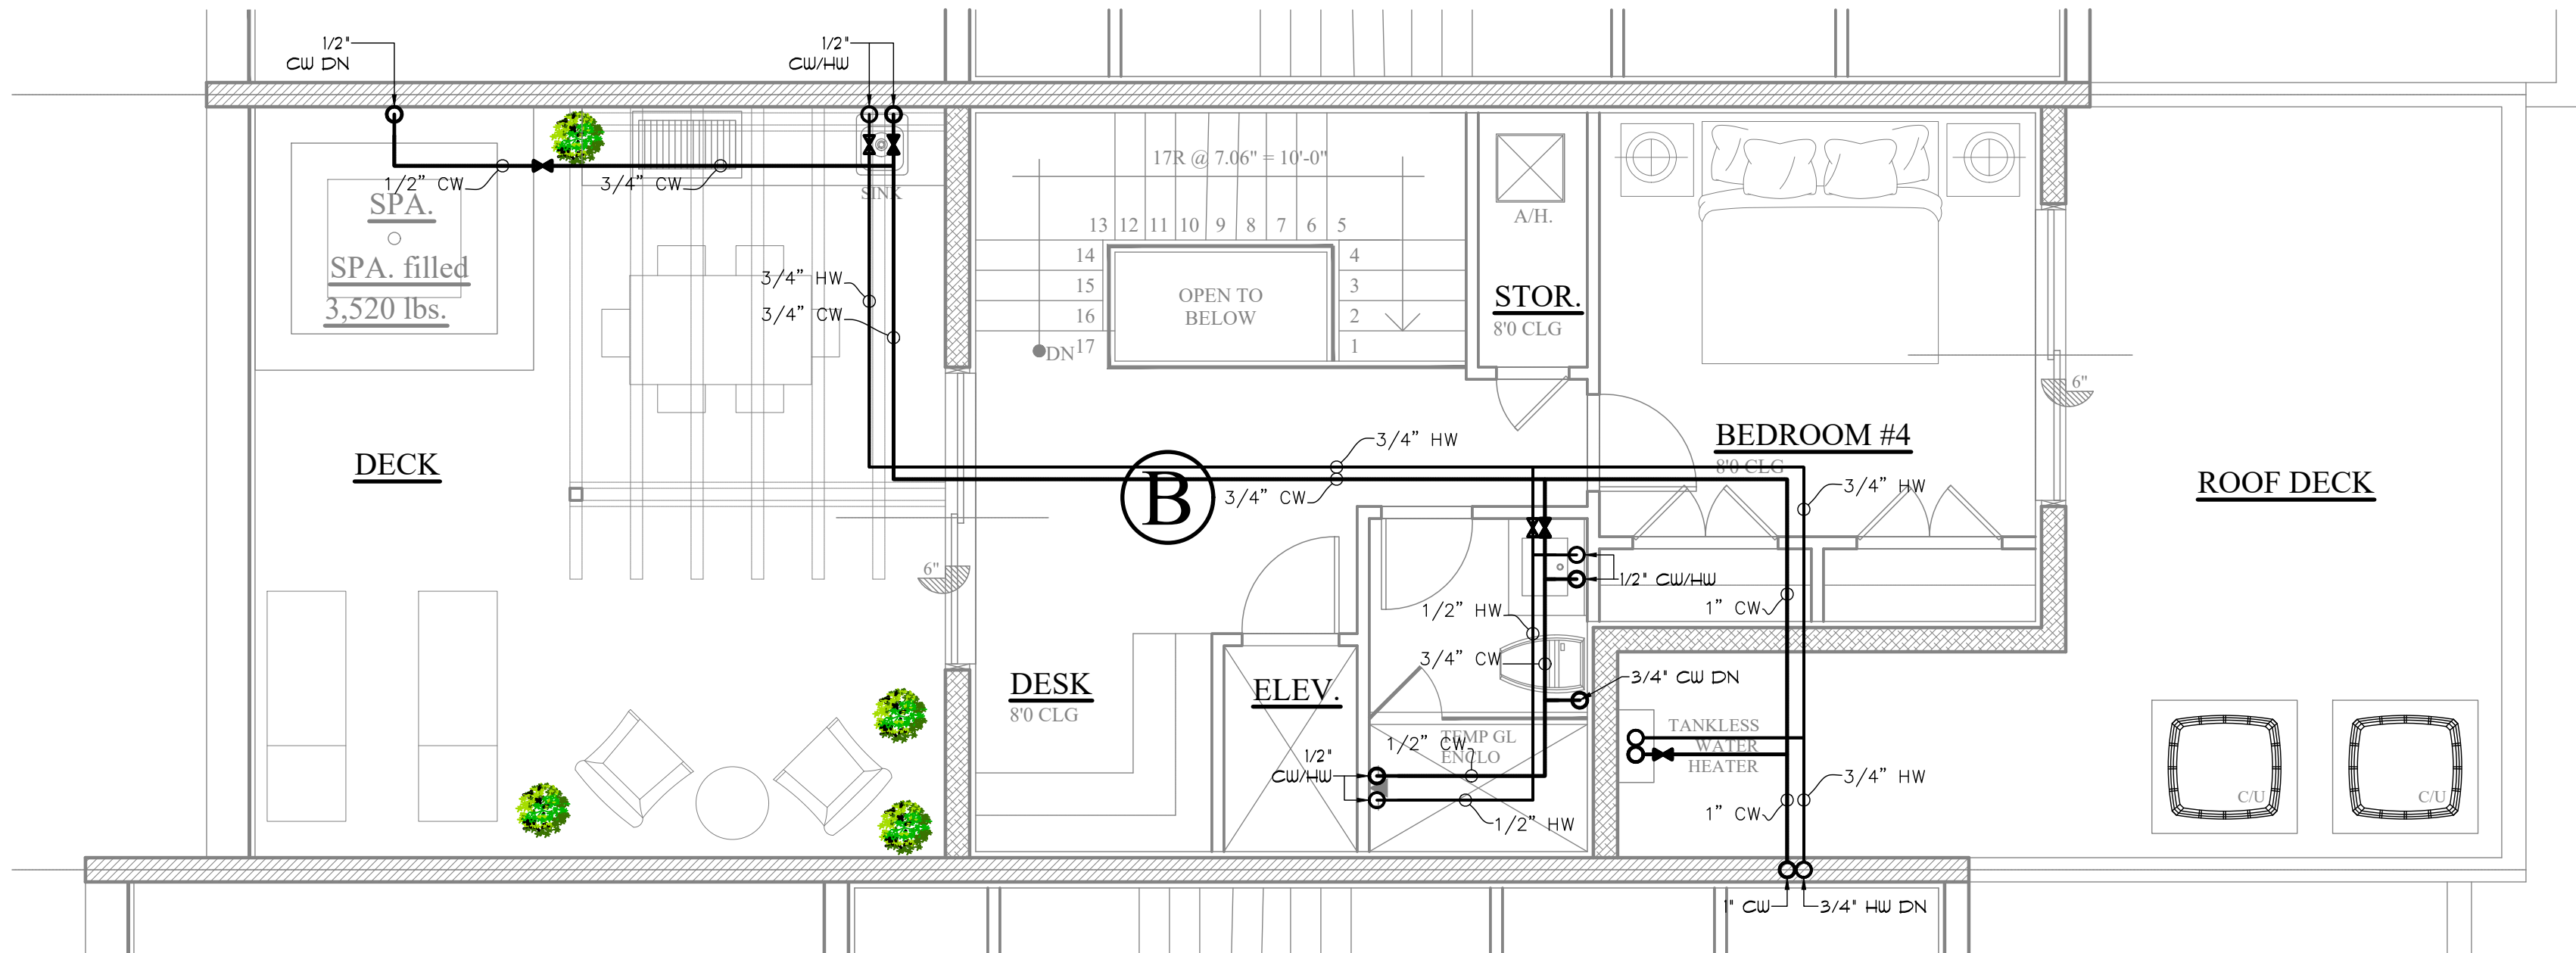 1/2"
CW DN
1/2"
CW/HW
1/2" CW
3/4" CW
SINK
SPA.
SPA. filled
3,520 lbs.
3/4” HW
3/4” CW
17R @ 7.06" = 10'-0"
13 12 11 10 9 8 7 6 5
14
15
16
17
DN
4
3
2
1
OPEN TO
BELOW
A/H.
STOR.
8'0 CLG
6"
DECK
3/4” HW
B
3/4” CW
BEDROOM #4
8'0 CLG
3/4” HW
ROOF DECK
6"
1/2" CW/HW
1/2” HW
1” CW
3/4” CW
3/4" CW DN
DESK
8'0 CLG
ELEV.
TEMP GL
ENCLO
1/2” CW
1/2"
CW/HW
1/2” HW
TANKLESS
WATER
HEATER
3/4” HW
1” CW
C/U
C/U
1" CW
3/4" HW DN